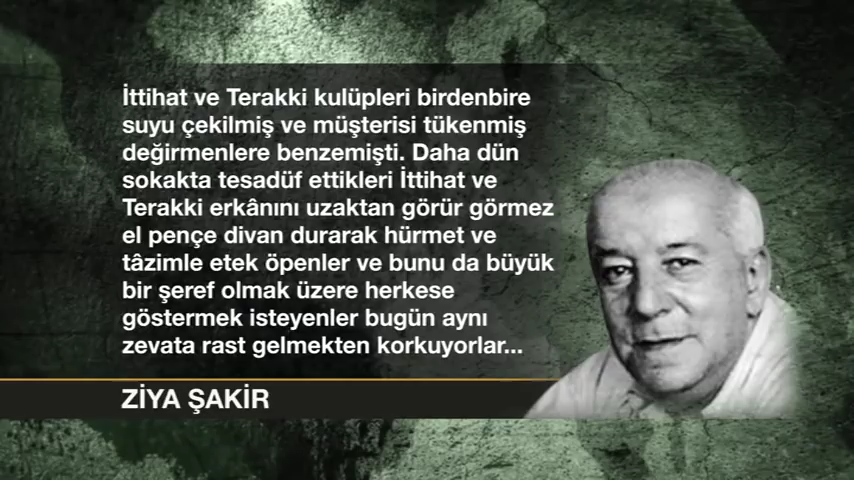 İttihat ve Terakki kulüpleri birdenbire
suyu çekilmiş ve müşterisi tükenmiş
değirmenlere benzemişti. Daha dün
sokakta tesadüf ettikleri İttihat ve
Terakki erkânını uzaktan görür görmez
el pençe divan durarak hürmet ve
tâzimle etek öpenler ve bunu da büyük
bir şeref olmak üzere herkese
göstermek isteyenler bugün aynı
zevata rast gelmekten korkuyorlar...
ZİYA ŞAKİR